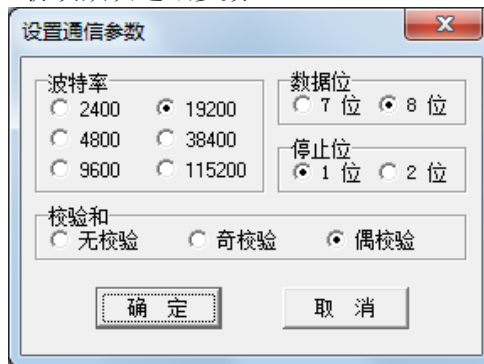 设置通信参数
波特率
2400 19200
4800 38400
9600 115200
数据位
7 位 8 位
停止位
1 位 2 位
校验和
无校验 奇校验 偶校验
确 定 取 消